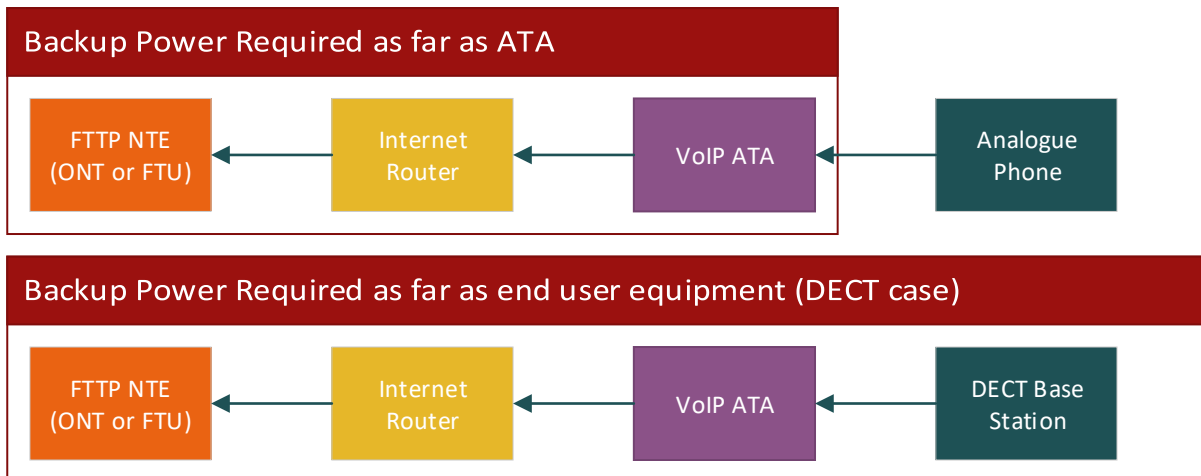 Backup Power Required as far as ATA
FTTP NTE
(ONT or FTU)
Internet
Router
VoIP ATA
Analogue
Phone
Backup Power Required as far as end user equipment (DECT case)
FTTP NTE
(ONT or FTU)
Internet
Router
VoIP ATA
DECT Base
Station